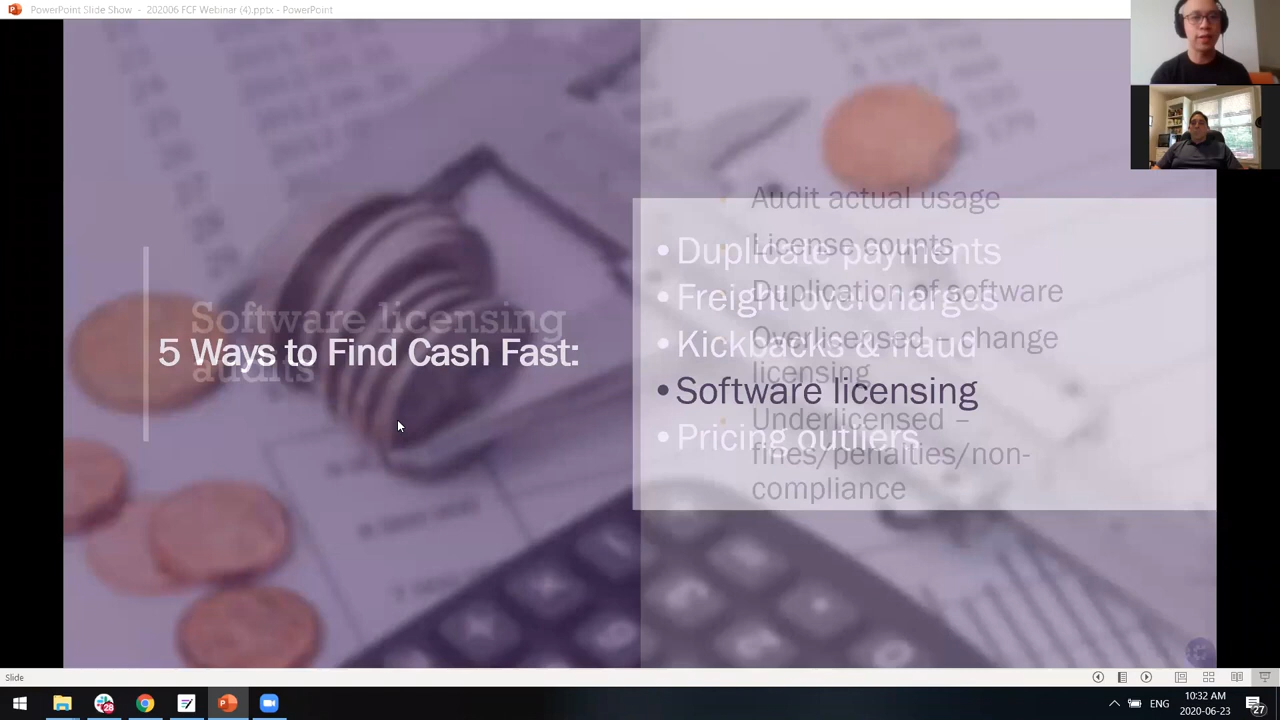 PowerPoint Slide Show - 202006 FCF Webinar (4).pptx - PowerPoint
Software licensing
audits
5 Ways to Find Cash Fast:
• Duplicate payments
• Freight overcharges
• Kickbacks & fraud
• Software licensing
• Pricing outliers
Audit actual usage
License counts
Duplication of software
Overlicensed – change
licensing
Underlicensed –
fines/penalties/non-
compliance
Slide
28
ENG
10:32 AM
2020-06-23
27